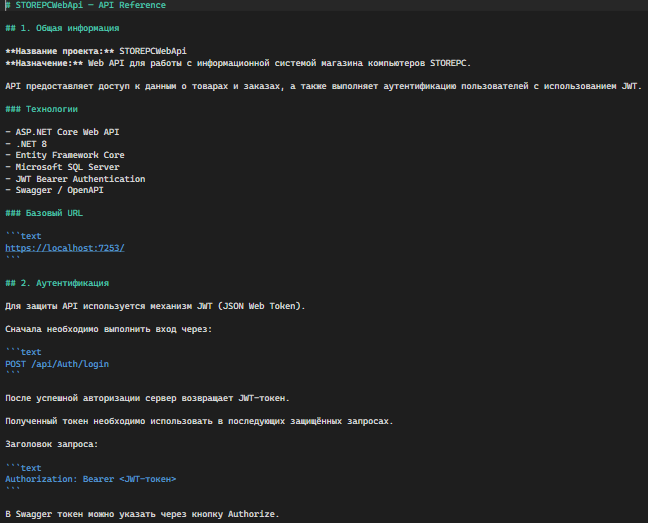 # STOREPCWebApi — API Reference
## 1. Общая информация
**Название проекта:** STOREPCWebApi
**Назначение:** Web API для работы с информационной системой магазина компьютеров STOREPC.
API предоставляет доступ к данным о товарах и заказах, а также выполняет аутентификацию пользователей с использованием JWT.
### Технологии
- ASP.NET Core Web API
- .NET 8
- Entity Framework Core
- Microsoft SQL Server
- JWT Bearer Authentication
- Swagger / OpenAPI
### Базовый URL
```text
https://localhost:7253/
```
## 2. Аутентификация
Для защиты API используется механизм JWT (JSON Web Token).
Сначала необходимо выполнить вход через:
```text
POST /api/Auth/login
```
После успешной авторизации сервер возвращает JWT-токен.
Полученный токен необходимо использовать в последующих защищённых запросах.
Заголовок запроса:
```text
Authorization: Bearer <JWT-токен>
```
В Swagger токен можно указать через кнопку Authorize.